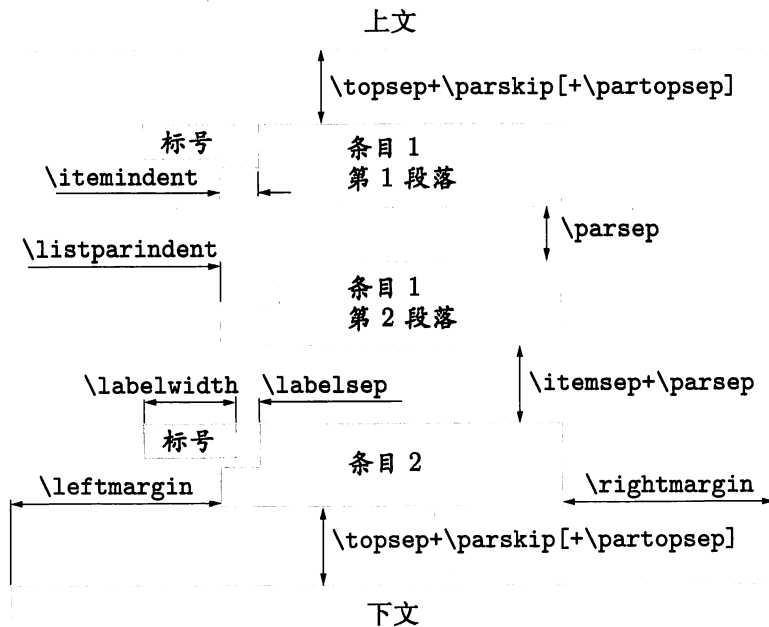 上文
\topsep+\parskip[+\partopsep]
标号
条目 1
第 1 段落
\itemindent
\parsep
\listparindent
条目 1
第 2 段落
\labelwidth
\labelsep
\itemsep+\parsep
标号
条目 2
\leftmargin
\rightmargin
\topsep+\parskip[+\partopsep]
下文